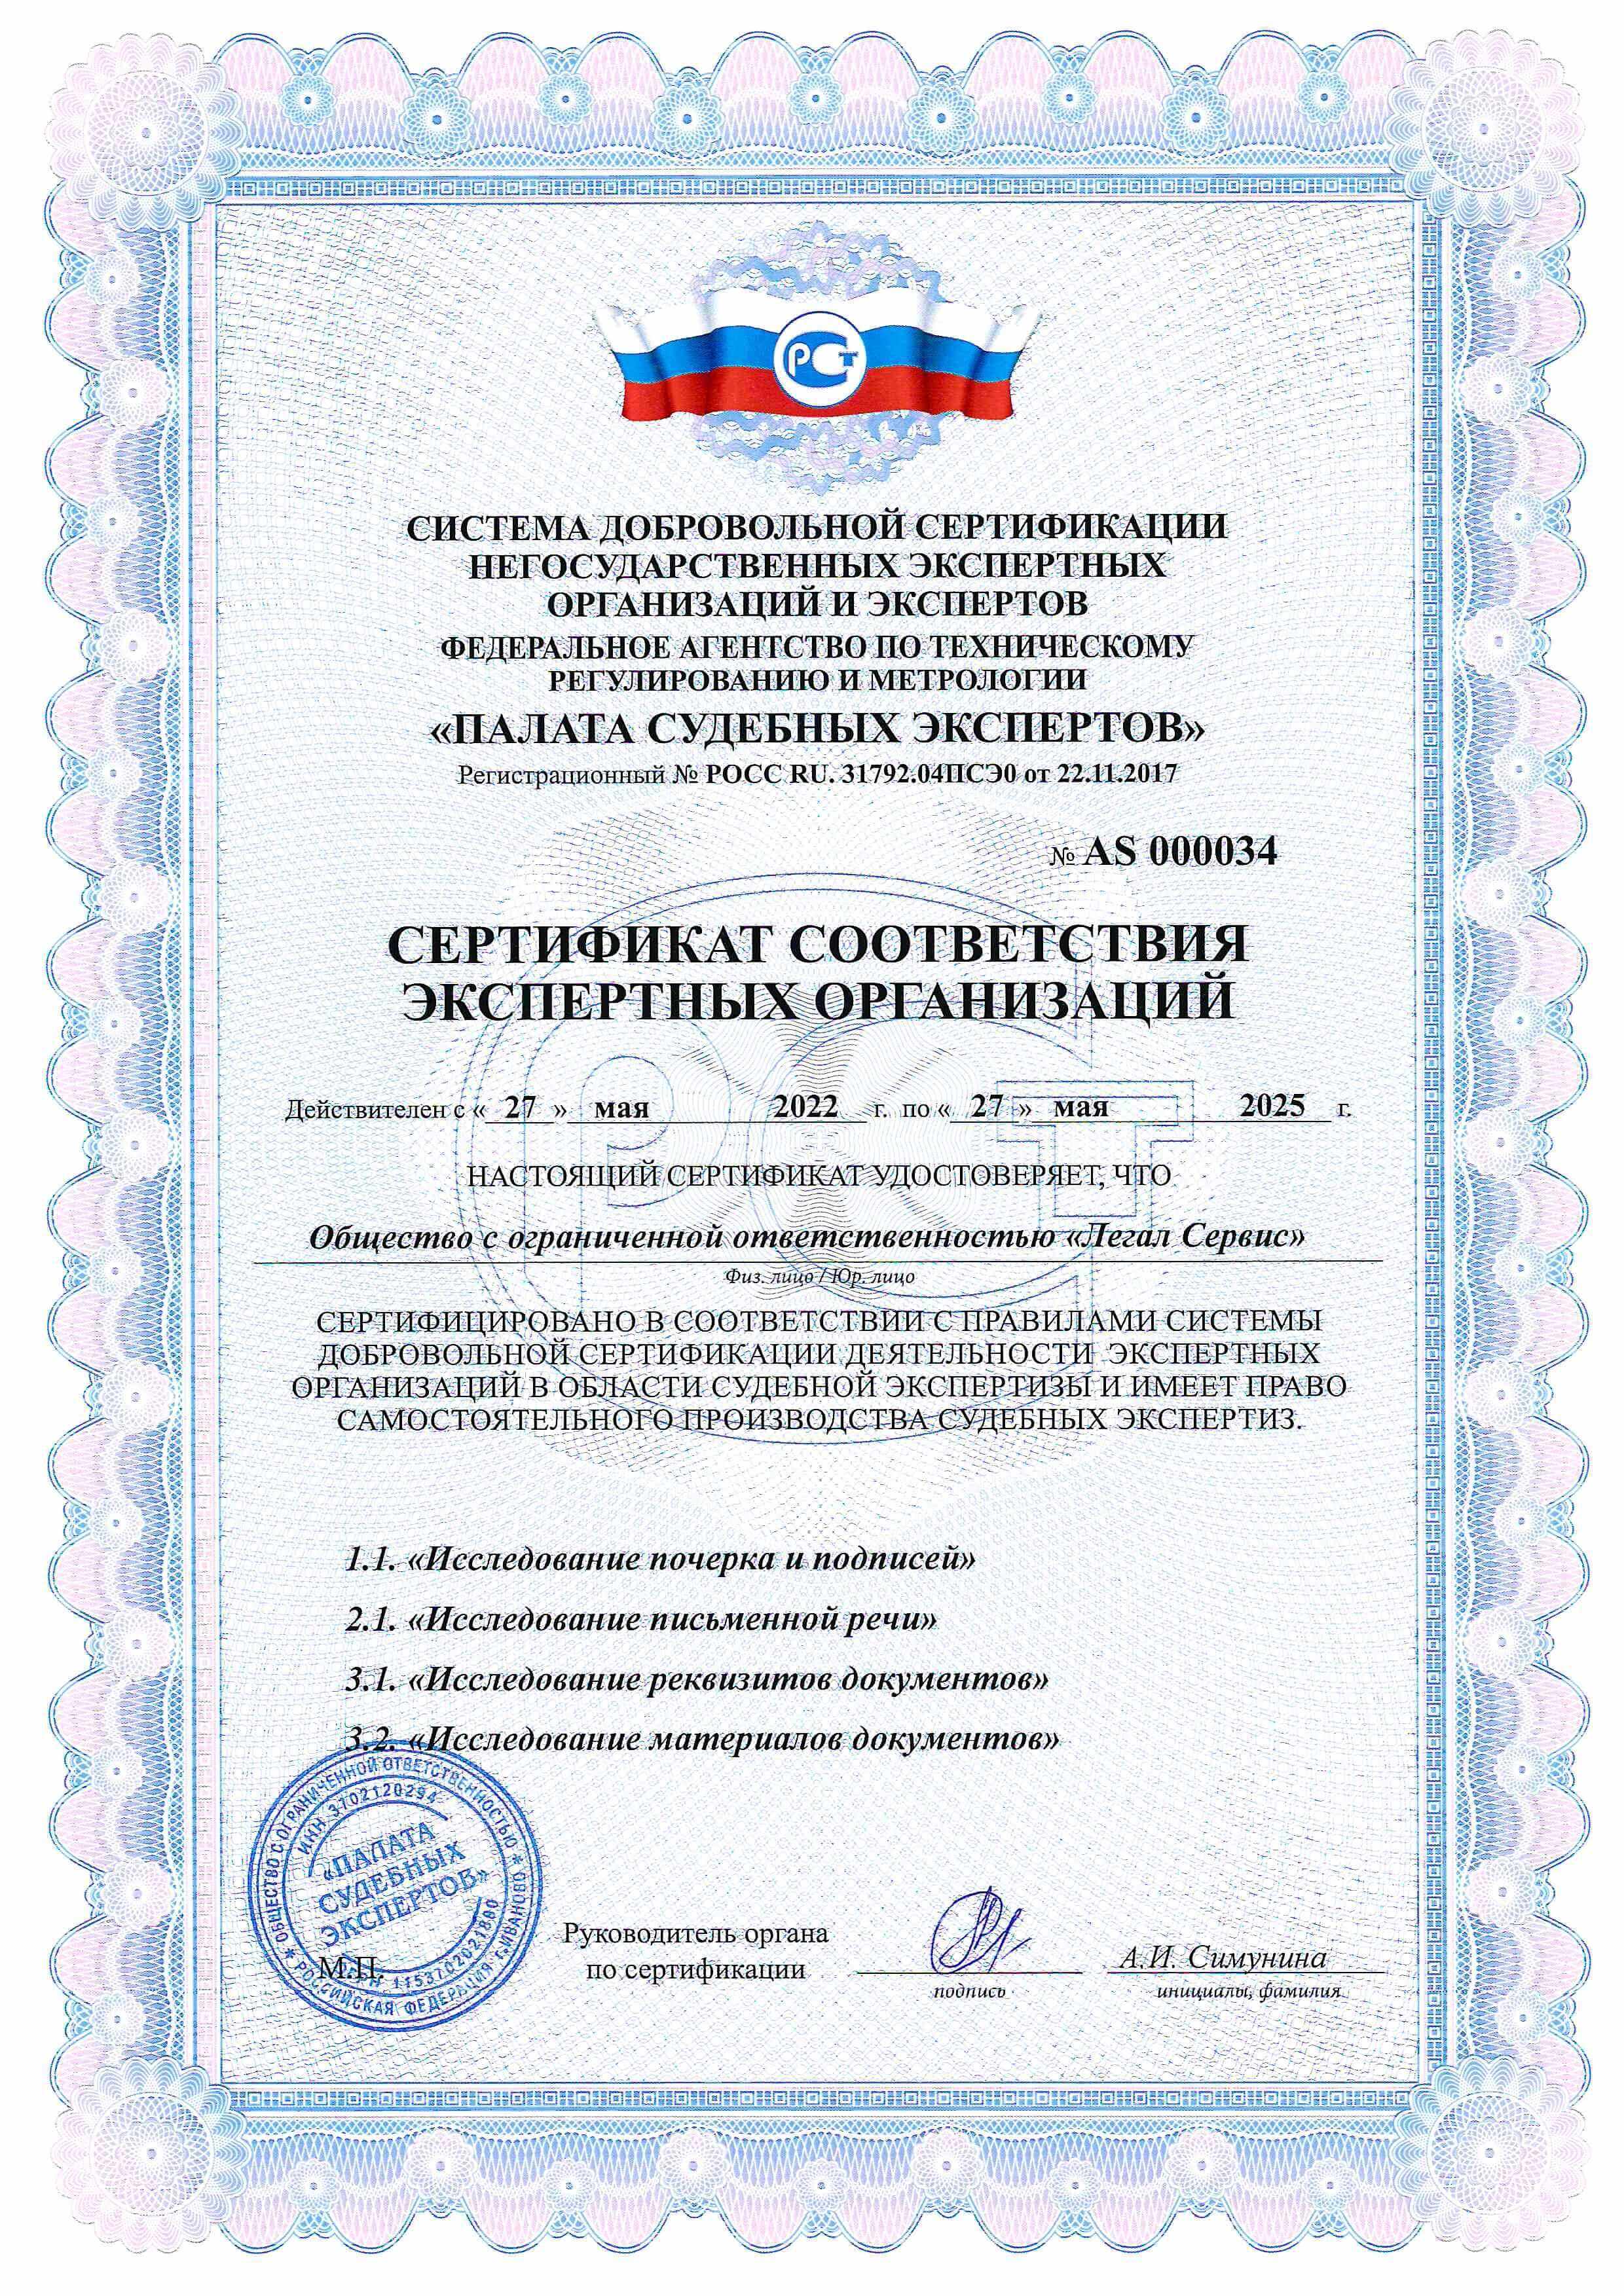 РСТ
СИСТЕМА ДОБРОВОЛЬНОЙ СЕРТИФИКАЦИИ
НЕГОСУДАРСТВЕННЫХ ЭКСПЕРТНЫХ
ОРГАНИЗАЦИЙ И ЭКСПЕРТОВ
ФЕДЕРАЛЬНОЕ АГЕНТСТВО ПО ТЕХНИЧЕСКОМУ
РЕГУЛИРОВАНИЮ И МЕТРОЛОГИИ
«ПАЛАТА СУДЕБНЫХ ЭКСПЕРТОВ»
Регистрационный № РОСС RU. 31792.04ПСЭ0 от 22.11.2017
№ AS 000034
СЕРТИФИКАТ СООТВЕТСТВИЯ
ЭКСПЕРТНЫХ ОРГАНИЗАЦИЙ
Действителен с « 27 » мая 2022 г. по « 27 » мая 2025 г.
НАСТОЯЩИЙ СЕРТИФИКАТ УДОСТОВЕРЯЕТ, ЧТО
Общество с ограниченной ответственностью «Легал Сервис»
Физ. лицо / Юр. лицо
СЕРТИФИЦИРОВАНО В СООТВЕТСТВИИ С ПРАВИЛАМИ СИСТЕМЫ
ДОБРОВОЛЬНОЙ СЕРТИФИКАЦИИ ДЕЯТЕЛЬНОСТИ ЭКСПЕРТНЫХ
ОРГАНИЗАЦИЙ В ОБЛАСТИ СУДЕБНОЙ ЭКСПЕРТИЗЫ И ИМЕЕТ ПРАВО
САМОСТОЯТЕЛЬНОГО ПРОИЗВОДСТВА СУДЕБНЫХ ЭКСПЕРТИЗ.
1.1. «Исследование почерка и подписей»
2.1. «Исследование письменной речи»
3.1. «Исследование реквизитов документов»
3.2. «Исследование материалов документов»
ОБЩЕСТВО С ОГРАНИЧЕННОЙ ОТВЕТСТВЕННОСТЬЮ
ИНН 3702120294
«ПАЛАТА
СУДЕБНЫХ
ЭКСПЕРТОВ»
1153702021880
РОССИЙСКАЯ ФЕДЕРАЦИЯ г. ИВАНОВО
М.П.
Руководитель органа
по сертификации
подпись
А.И. Симунина
инициалы, фамилия